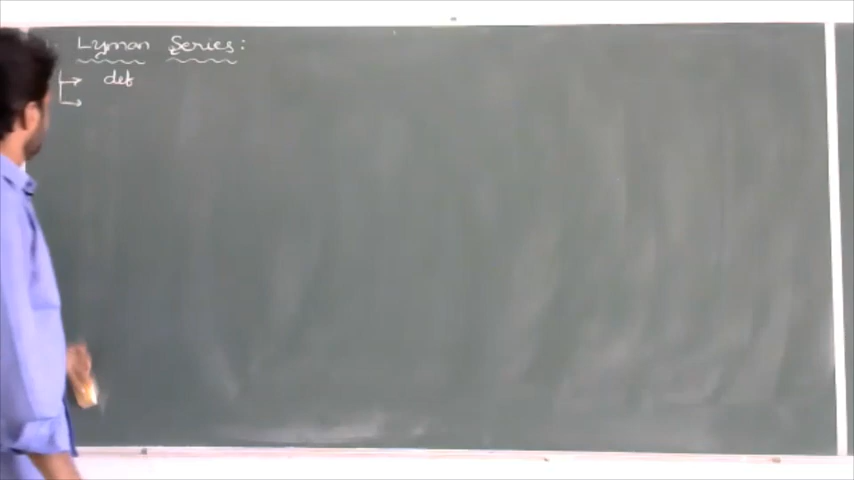 Lyman Series:
→ def
→